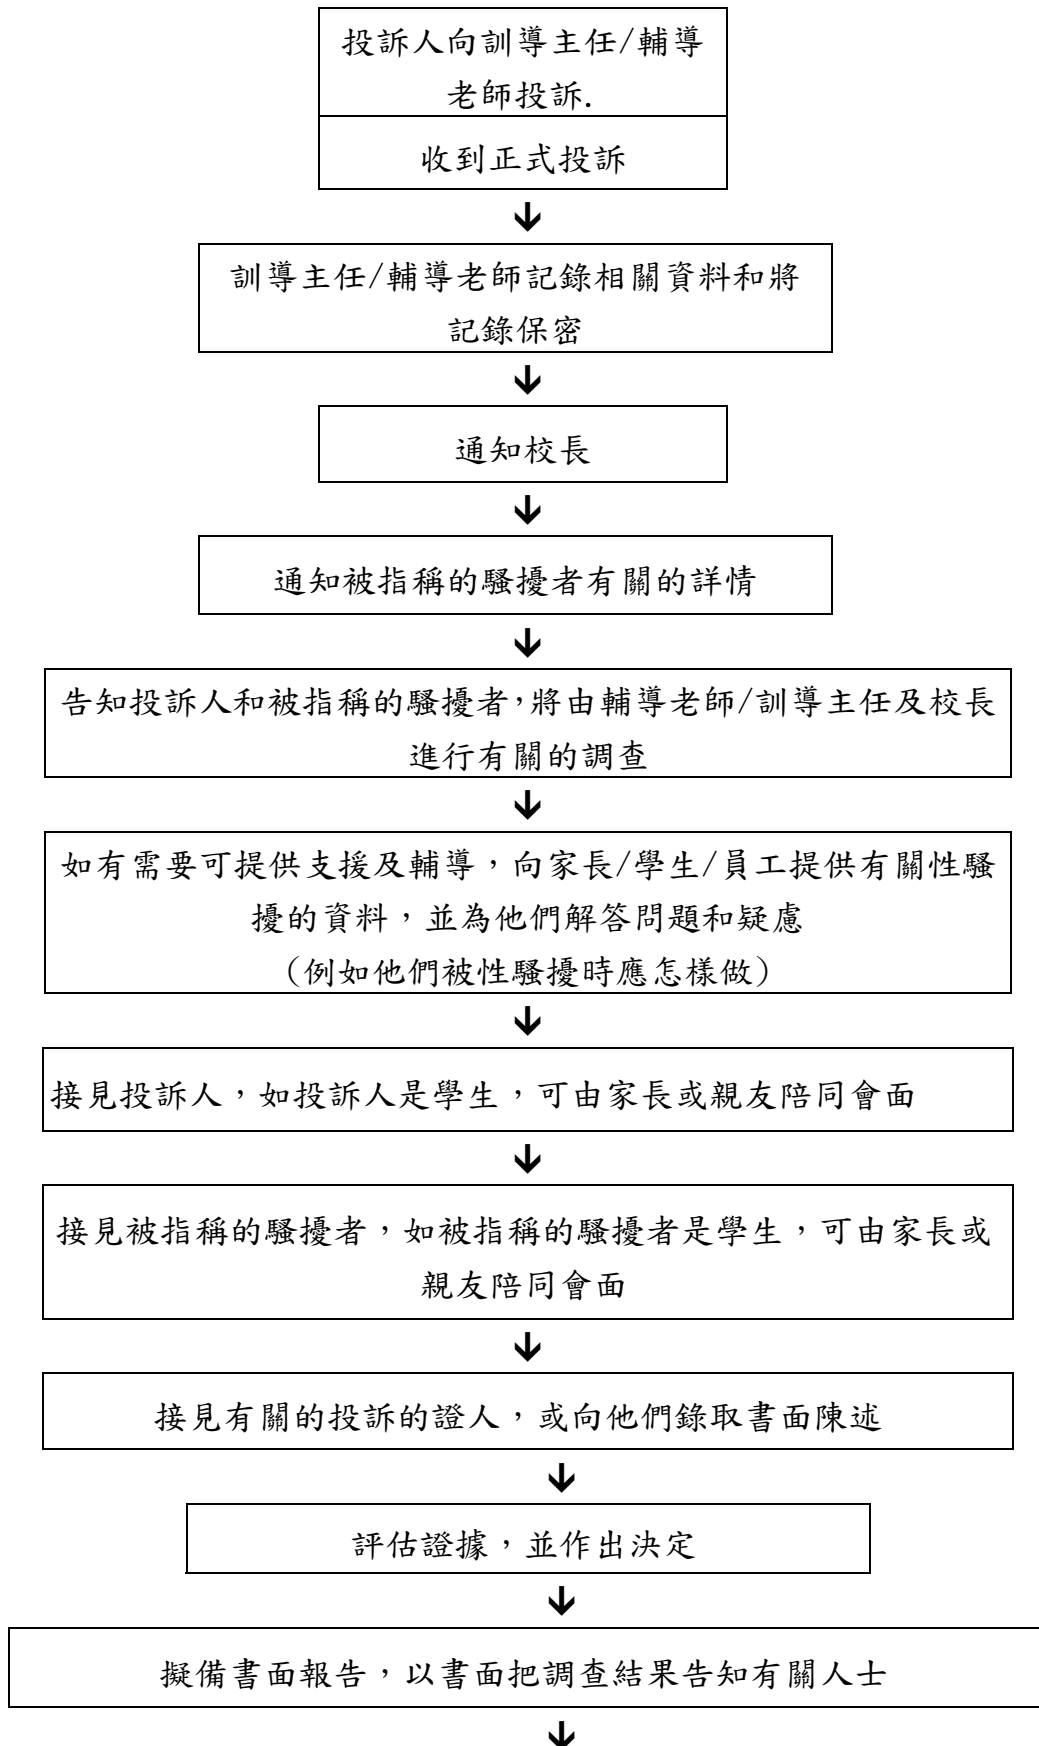 投訴人向訓導主任/輔導
老師投訴.
收到正式投訴
訓導主任/輔導老師記錄相關資料和將
記錄保密
通知校長
通知被指稱的騷擾者有關的詳情
告知投訴人和被指稱的騷擾者,將由輔導老師/訓導主任及校長
進行有關的調查
如有需要可提供支援及輔導，向家長/學生/員工提供有關性騷
擾的資料，並為他們解答問題和疑慮
(例如他們被性騷擾時應怎樣做)
接見投訴人，如投訴人是學生，可由家長或親友陪同會面
接見被指稱的騷擾者，如被指稱的騷擾者是學生，可由家長或
親友陪同會面
接見有關的投訴的證人，或向他們錄取書面陳述
評估證據，並作出決定
擬備書面報告，以書面把調查結果告知有關人士